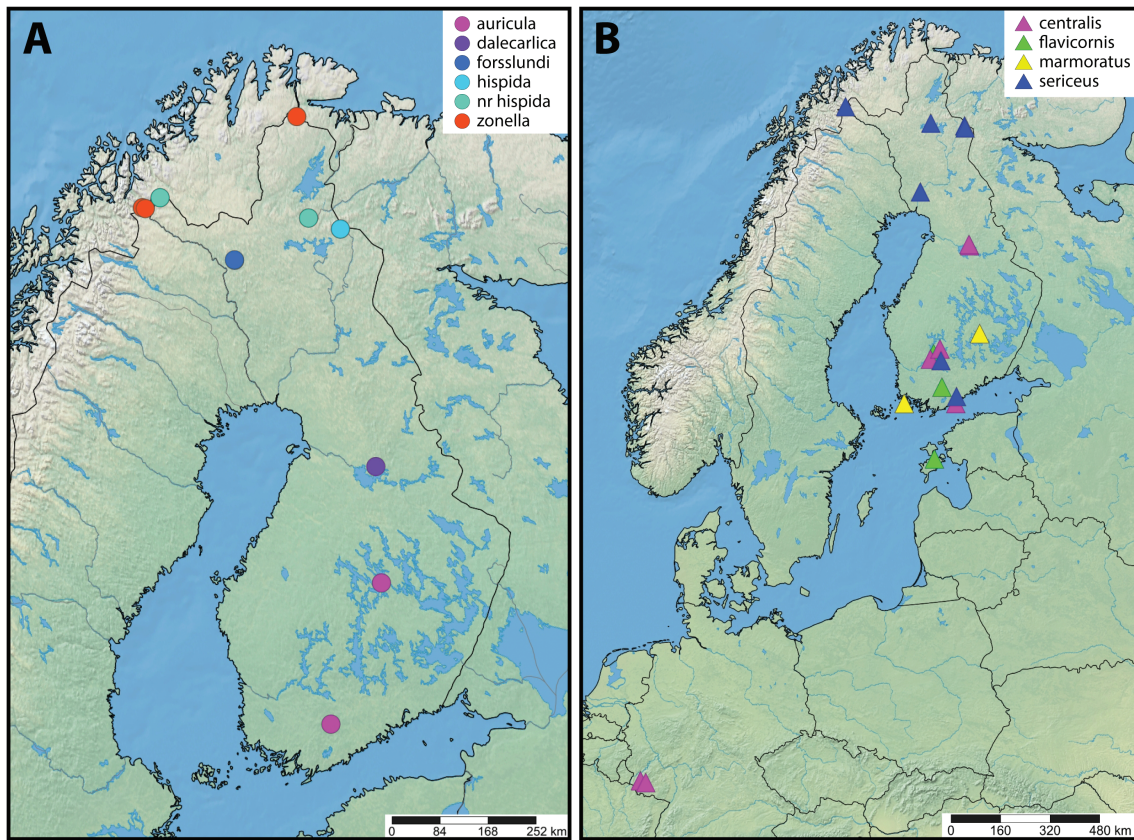 A
auricula
dalecarlica
forsslundi
hispida
nr hispida
zonella
0 84 168 252 km
B
centralis
flavicornis
marmoratus
sericeus
0 160 320 480 km